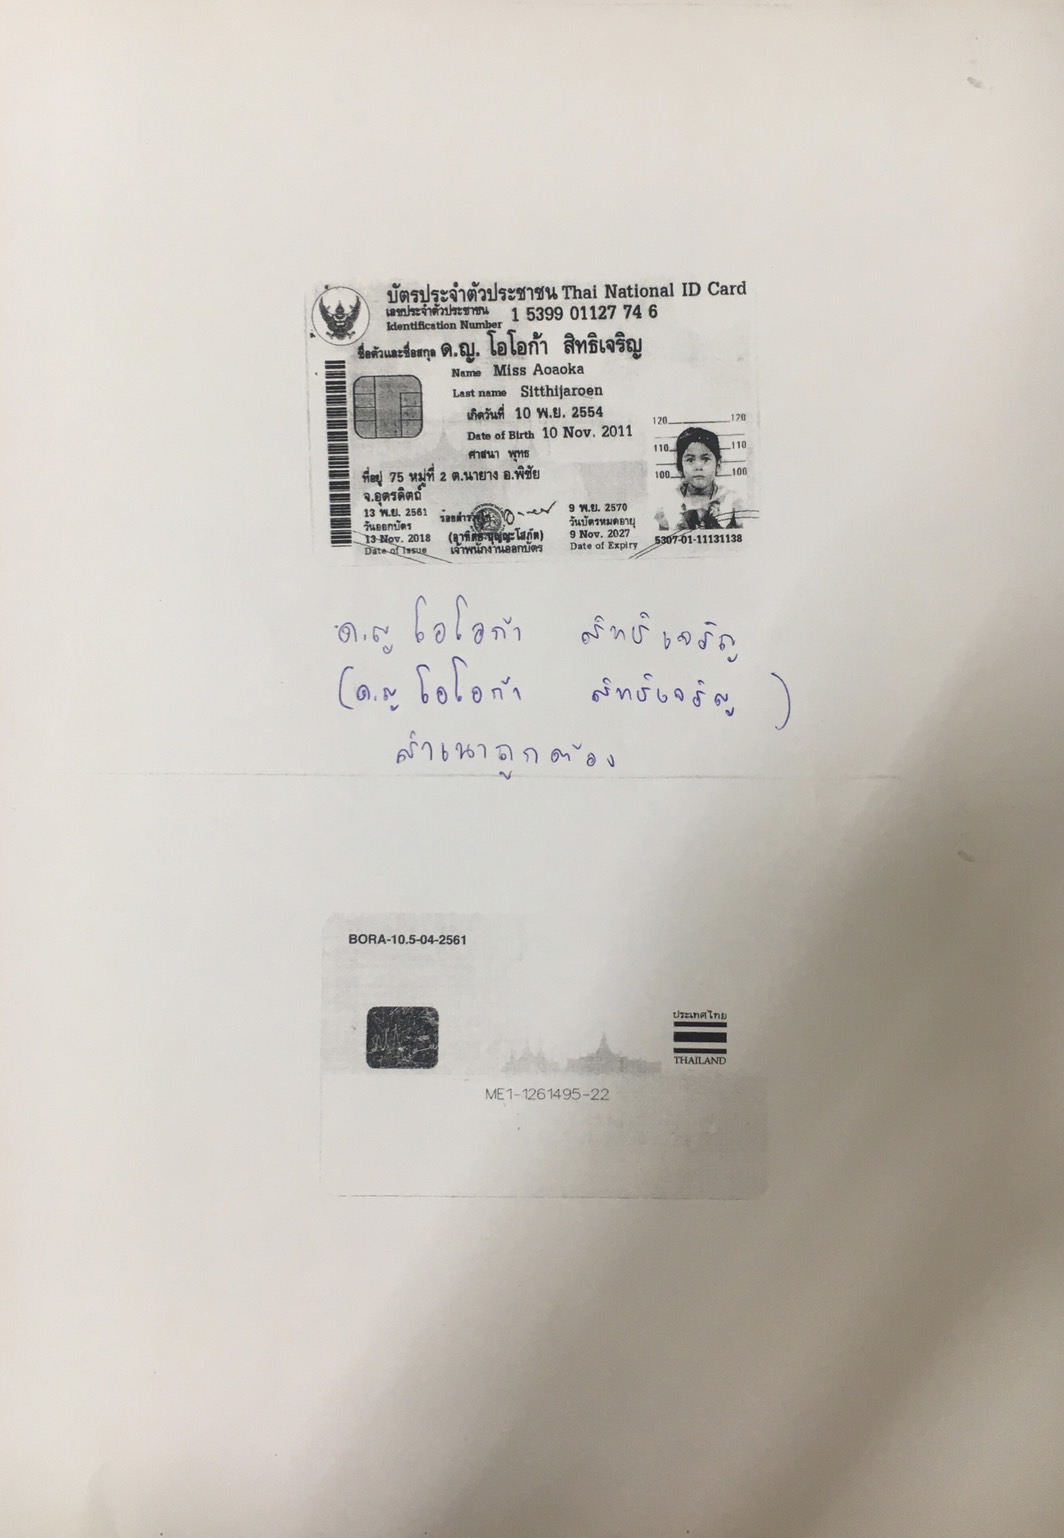 บัตรประจำตัวประชาชน Thai National ID Card
เลขประจำตัวประชาชน 1 5399 01127 74 6
Identification Number
ชื่อตัวและชื่อสกุล ด.ญ. โอโอก้า สิทธิเจริญ
Name Miss Aoaoka
Last name Sitthijaroen
เกิดวันที่ 10 พ.ย. 2554
Date of Birth 10 Nov. 2011
ศาสนา พุทธ
ที่อยู่ 75 หมู่ที่ 2 ต.นายาง อ.พิชัย
จ.อุตรดิตถ์
13 พ.ย. 2561
วันออกบัตร
13 Nov. 2018
Date of Issue
เจ้าพนักงานออกบัตร
9 พ.ย. 2570
วันบัตรหมดอายุ
9 Nov. 2027
Date of Expiry
120 120
110 110
100 100
5307-01-11131138
ด.ญ โอโอก้า สิทธิเจริญ
(ด.ญ โอโอก้า สิทธิเจริญ)
สำเนาถูกต้อง
BORA-10.5-04-2561
ประเทศไทย
THAILAND
ME1-1261495-22